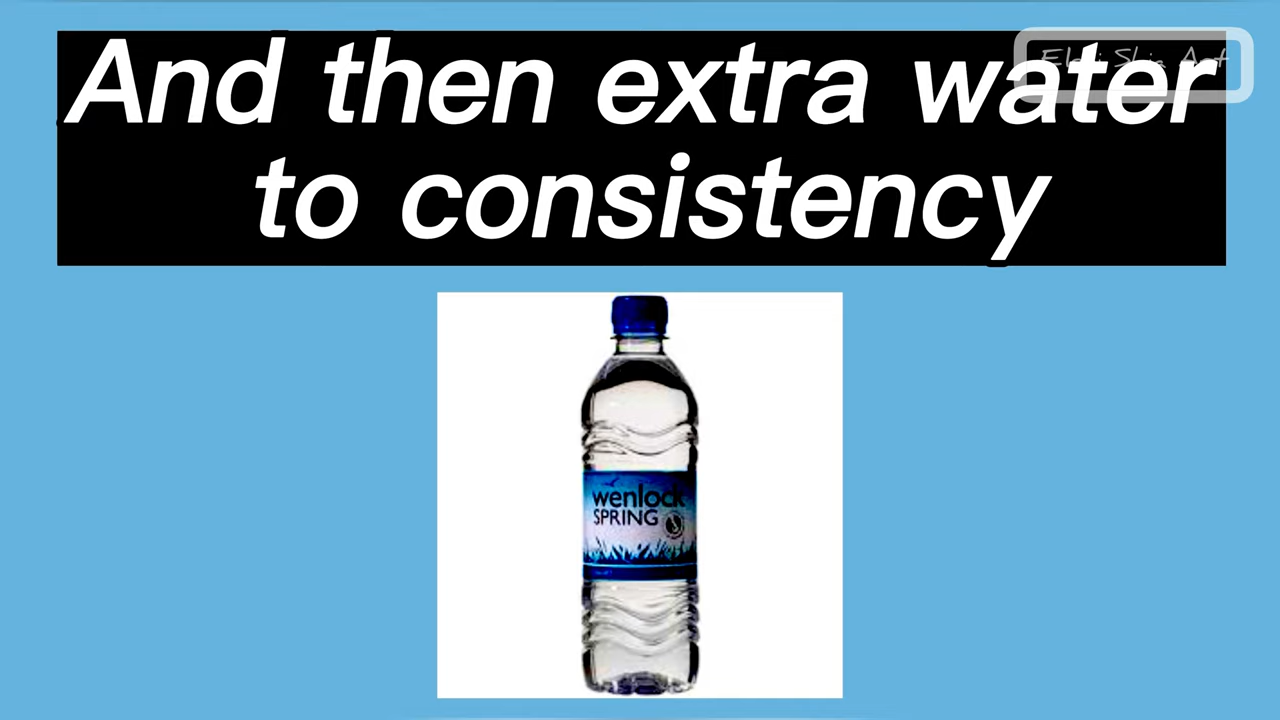 And then extra water
to consistency
wenlock
SPRING